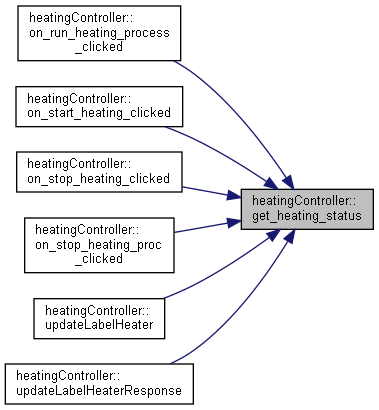 heatingController::
on_run_heating_process
_clicked
heatingController::
on_start_heating_clicked
heatingController::
on_stop_heating_clicked
heatingController::
get_heating_status
heatingController::
on_stop_heating_proc
_clicked
heatingController::
updateLabelHeater
heatingController::
updateLabelHeaterResponse